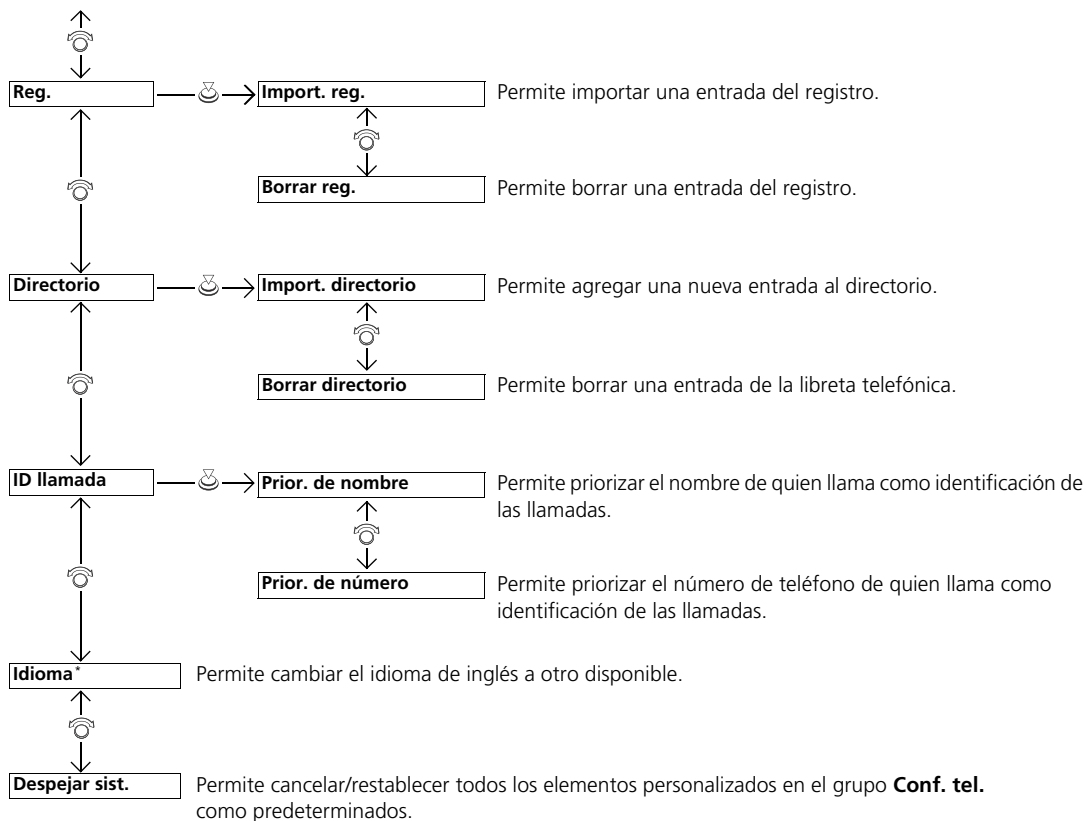 Reg.
Import. reg.
Permite importar una entrada del registro.
Borrar reg.
Permite borrar una entrada del registro.
Directorio
Import. directorio
Permite agregar una nueva entrada al directorio.
Borrar directorio
Permite borrar una entrada de la libreta telefónica.
ID llamada
Prior. de nombre
Permite priorizar el nombre de quien llama como identificación de
las llamadas.
Prior. de número
Permite priorizar el número de teléfono de quien llama como
identificación de las llamadas.
Idioma*
Permite cambiar el idioma de inglés a otro disponible.
Despejar sist.
Permite cancelar/restablecer todos los elementos personalizados en el grupo Conf. tel.
como predeterminados.